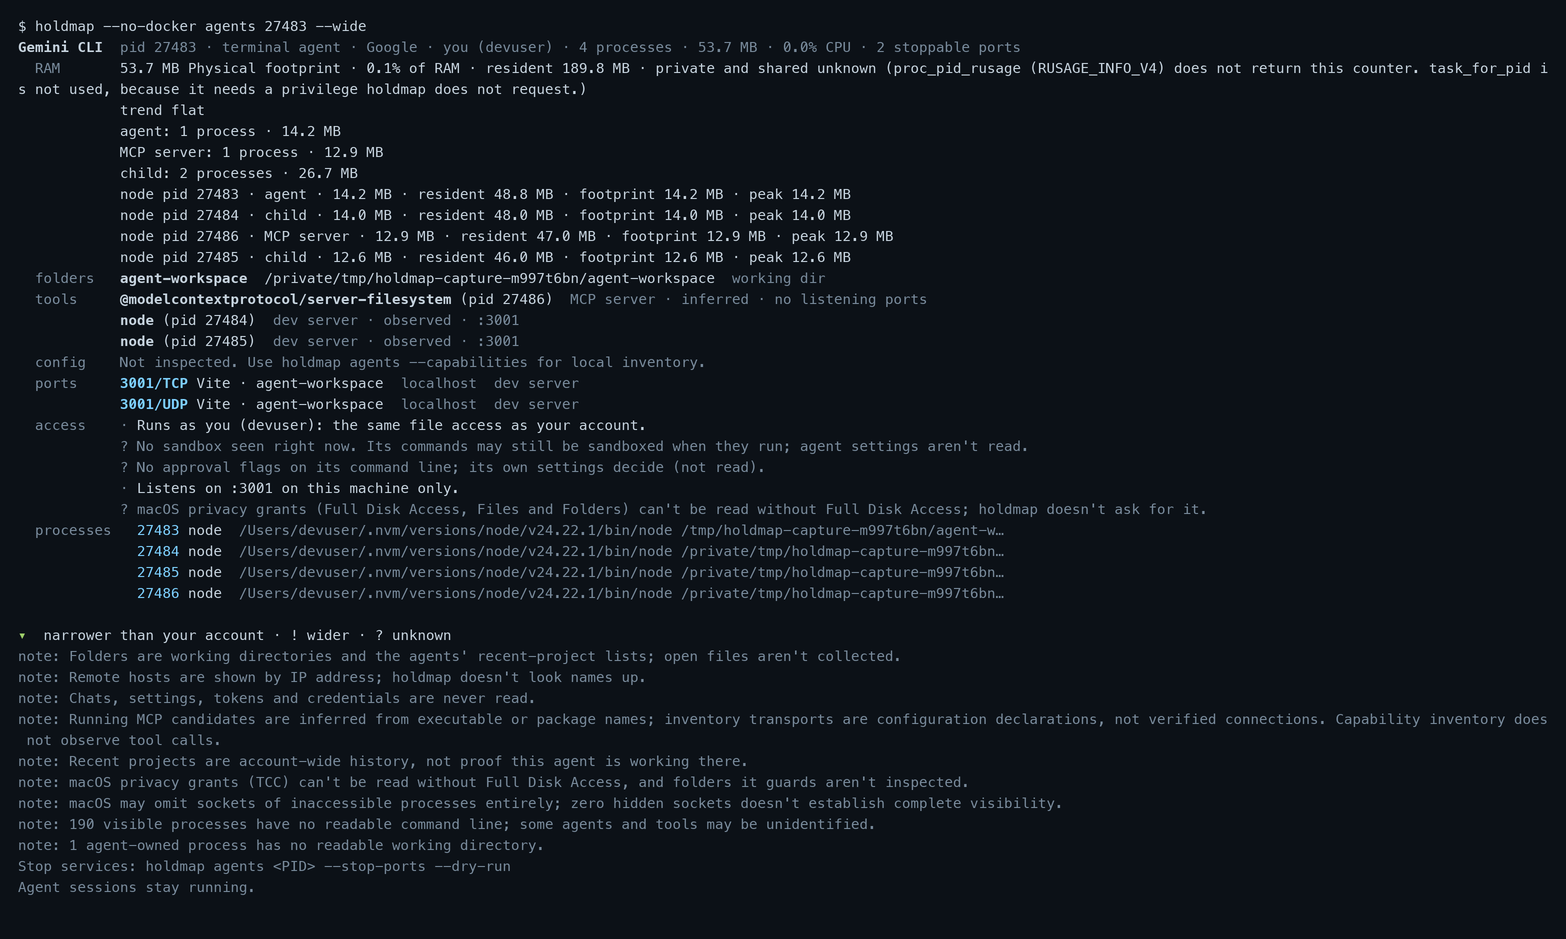 $ holdmap --no-docker agents 27483 --wide
Gemini CLI  pid 27483 · terminal agent · Google · you (devuser) · 4 processes · 53.7 MB · 0.0% CPU · 2 stoppable ports
  RAM       53.7 MB Physical footprint · 0.1% of RAM · resident 189.8 MB · private and shared unknown (proc_pid_rusage (RUSAGE_INFO_V4) does not return this counter. task_for_pid i
s not used, because it needs a privilege holdmap does not request.)
            trend flat
            agent: 1 process · 14.2 MB
            MCP server: 1 process · 12.9 MB
            child: 2 processes · 26.7 MB
            node pid 27483 · agent · 14.2 MB · resident 48.8 MB · footprint 14.2 MB · peak 14.2 MB
            node pid 27484 · child · 14.0 MB · resident 48.0 MB · footprint 14.0 MB · peak 14.0 MB
            node pid 27486 · MCP server · 12.9 MB · resident 47.0 MB · footprint 12.9 MB · peak 12.9 MB
            node pid 27485 · child · 12.6 MB · resident 46.0 MB · footprint 12.6 MB · peak 12.6 MB
  folders   agent-workspace  /private/tmp/holdmap-capture-m997t6bn/agent-workspace  working dir
  tools     @modelcontextprotocol/server-filesystem (pid 27486)  MCP server · inferred · no listening ports
            node (pid 27484)  dev server · observed · :3001
            node (pid 27485)  dev server · observed · :3001
  config    Not inspected. Use holdmap agents --capabilities for local inventory.
  ports     3001/TCP Vite · agent-workspace  localhost  dev server
            3001/UDP Vite · agent-workspace  localhost  dev server
  access    · Runs as you (devuser): the same file access as your account.
            ? No sandbox seen right now. Its commands may still be sandboxed when they run; agent settings aren't read.
            ? No approval flags on its command line; its own settings decide (not read).
            · Listens on :3001 on this machine only.
            ? macOS privacy grants (Full Disk Access, Files and Folders) can't be read without Full Disk Access; holdmap doesn't ask for it.
  processes   27483 node  /Users/devuser/.nvm/versions/node/v24.22.1/bin/node /tmp/holdmap-capture-m997t6bn/agent-w…
              27484 node  /Users/devuser/.nvm/versions/node/v24.22.1/bin/node /private/tmp/holdmap-capture-m997t6bn…
              27485 node  /Users/devuser/.nvm/versions/node/v24.22.1/bin/node /private/tmp/holdmap-capture-m997t6bn…
              27486 node  /Users/devuser/.nvm/versions/node/v24.22.1/bin/node /private/tmp/holdmap-capture-m997t6bn…

▾  narrower than your account · ! wider · ? unknown
note: Folders are working directories and the agents' recent-project lists; open files aren't collected.
note: Remote hosts are shown by IP address; holdmap doesn't look names up.
note: Chats, settings, tokens and credentials are never read.
note: Running MCP candidates are inferred from executable or package names; inventory transports are configuration declarations, not verified connections. Capability inventory does
 not observe tool calls.
note: Recent projects are account-wide history, not proof this agent is working there.
note: macOS privacy grants (TCC) can't be read without Full Disk Access, and folders it guards aren't inspected.
note: macOS may omit sockets of inaccessible processes entirely; zero hidden sockets doesn't establish complete visibility.
note: 190 visible processes have no readable command line; some agents and tools may be unidentified.
note: 1 agent-owned process has no readable working directory.
Stop services: holdmap agents <PID> --stop-ports --dry-run
Agent sessions stay running.